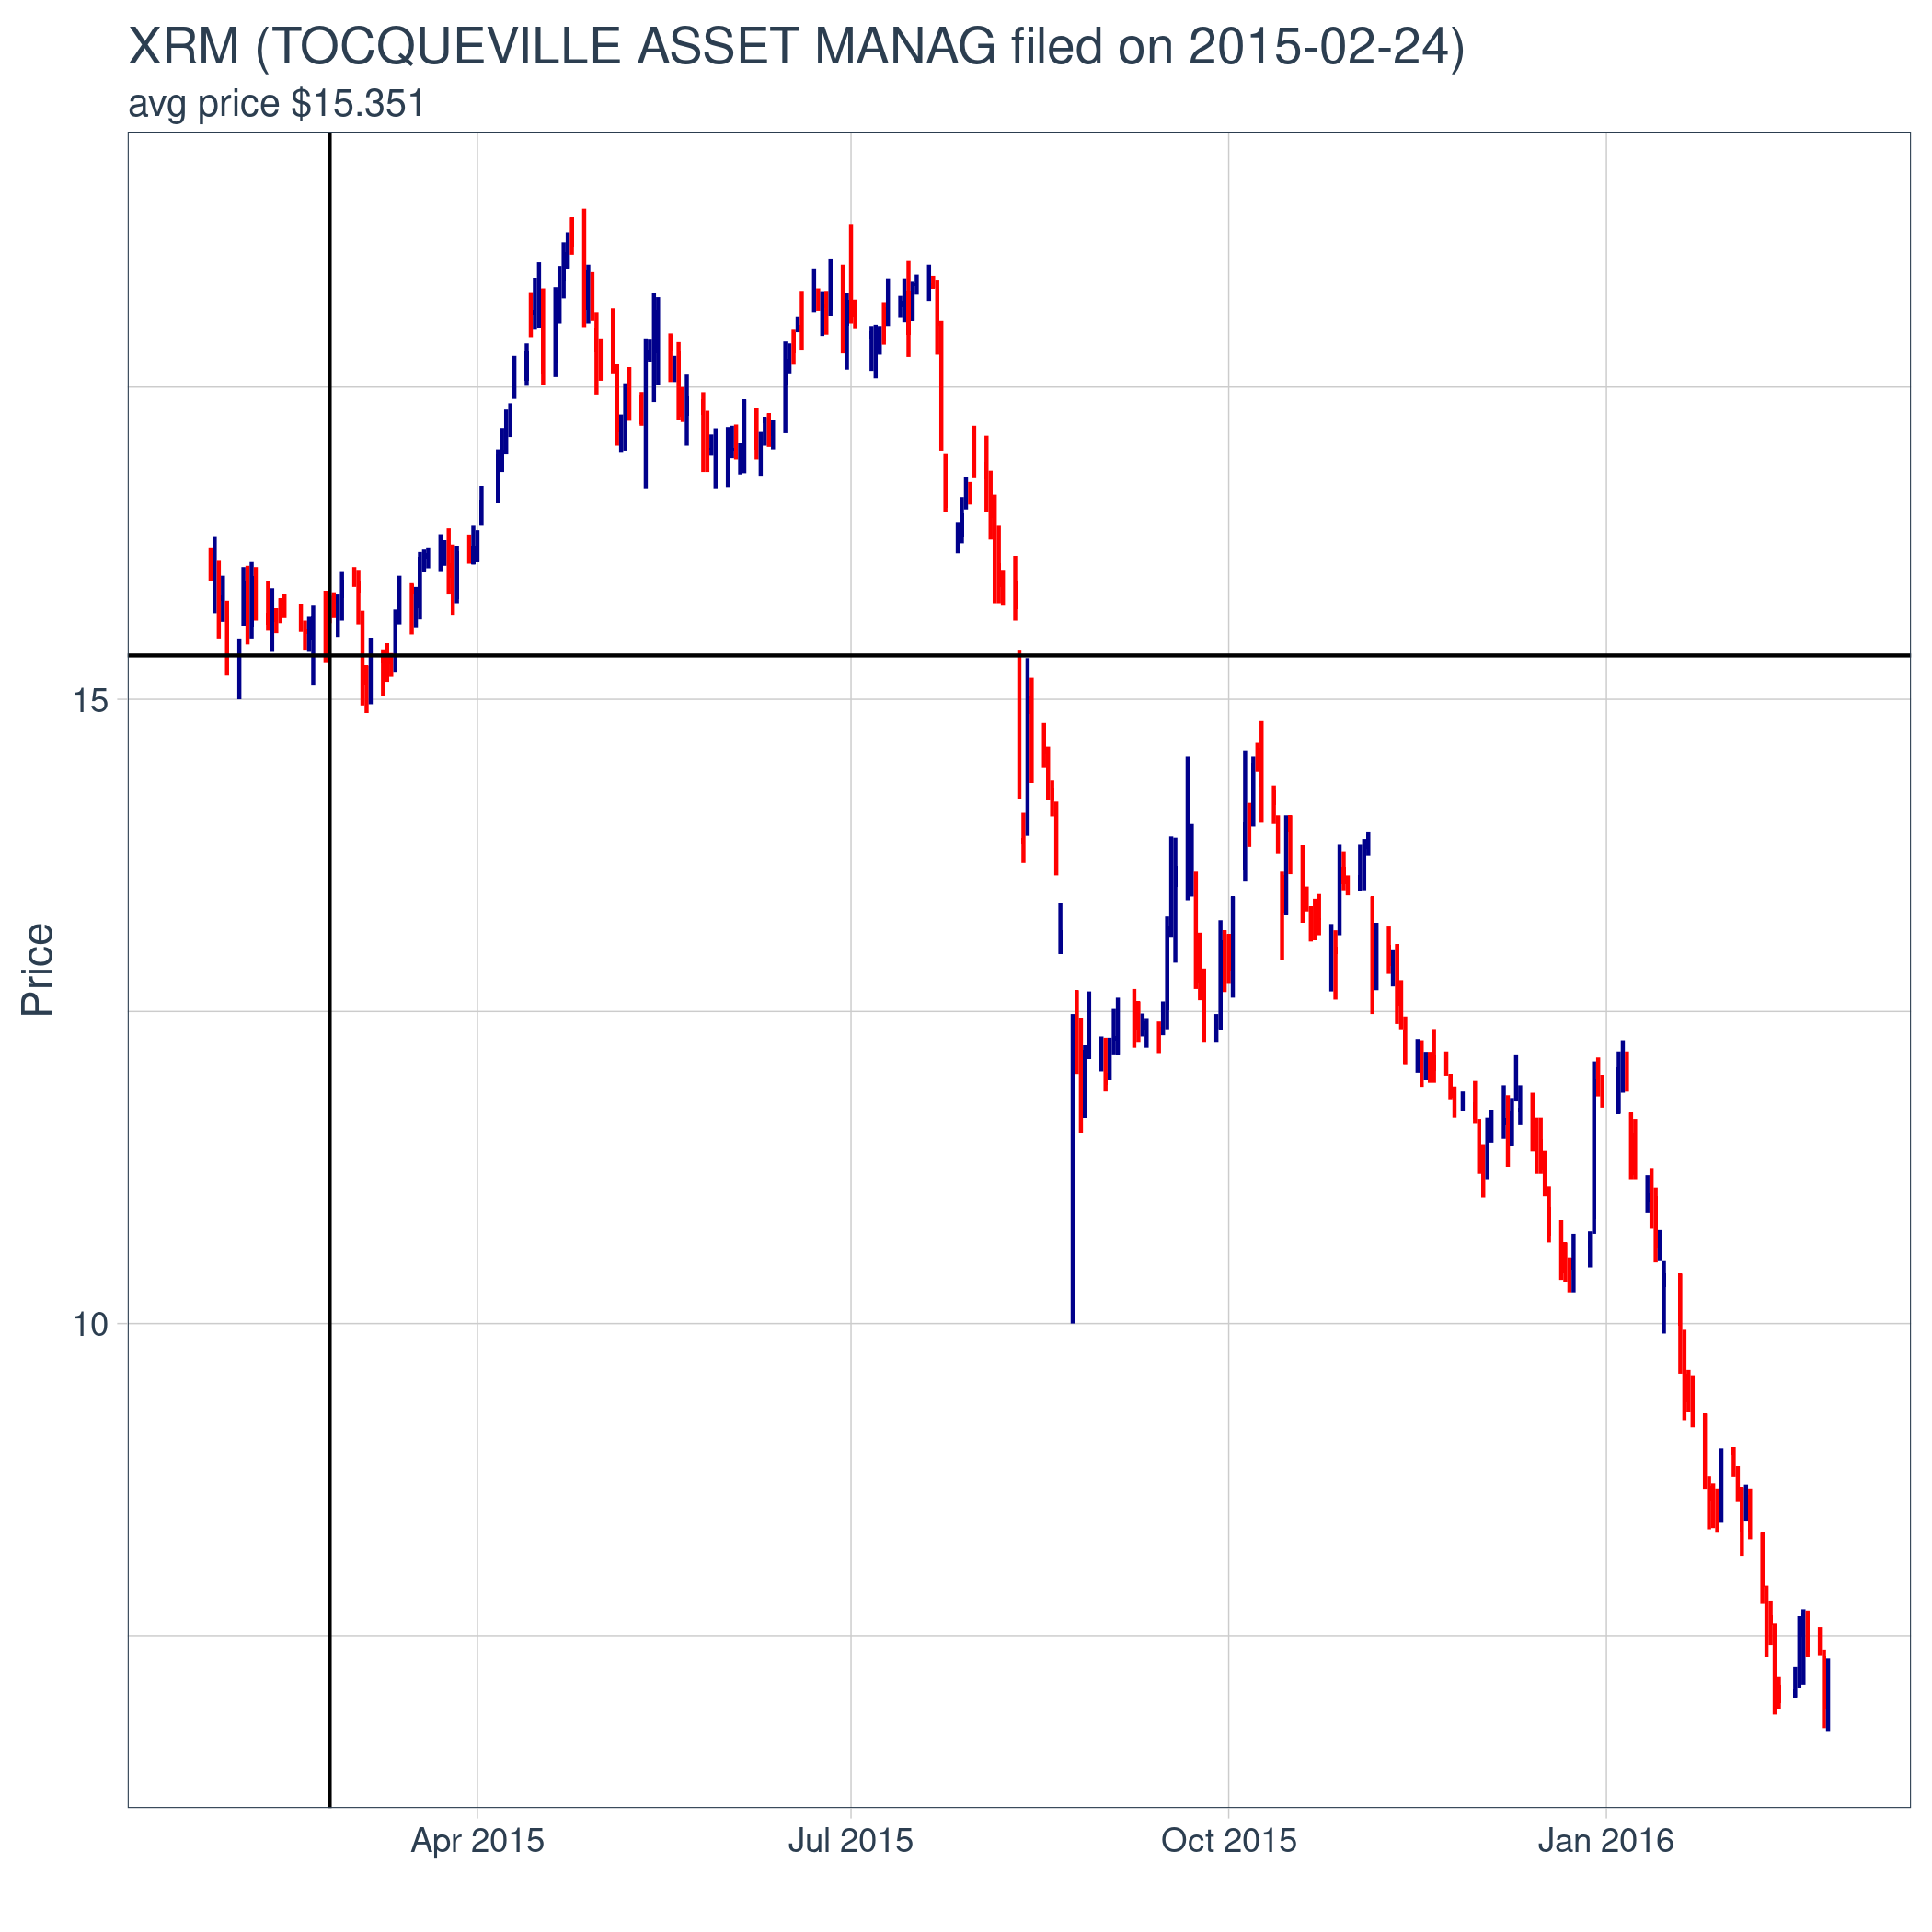 XRM (TOCQUEVILLE ASSET MANAG filed on 2015-02-24)
avg price $15.351
15
10
Price
Apr 2015
Jul 2015
Oct 2015
Jan 2016